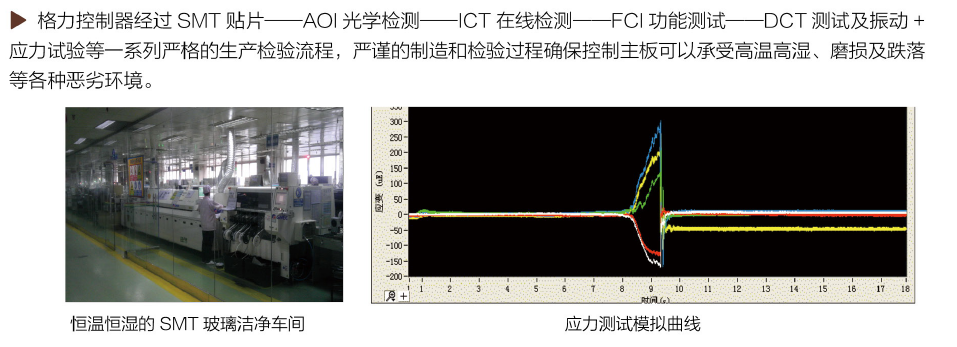 ▶ 格力控制器经过 SMT 贴片——AOI 光学检测——ICT 在线检测——FCI 功能测试——DCT 测试及振动 +
应力试验等一系列严格的生产检验流程，严谨的制造和检验过程确保控制主板可以承受高温高湿、磨损及跌落
等各种恶劣环境。
300
250
200
150
100
50
0
-50
-100
-150
-200
应变 (uε)
1 1 2 3 4 5 6 7 8 9 10 11 12 13 14 15 16 17 18
时间(s)
恒温恒湿的 SMT 玻璃洁净车间
应力测试模拟曲线